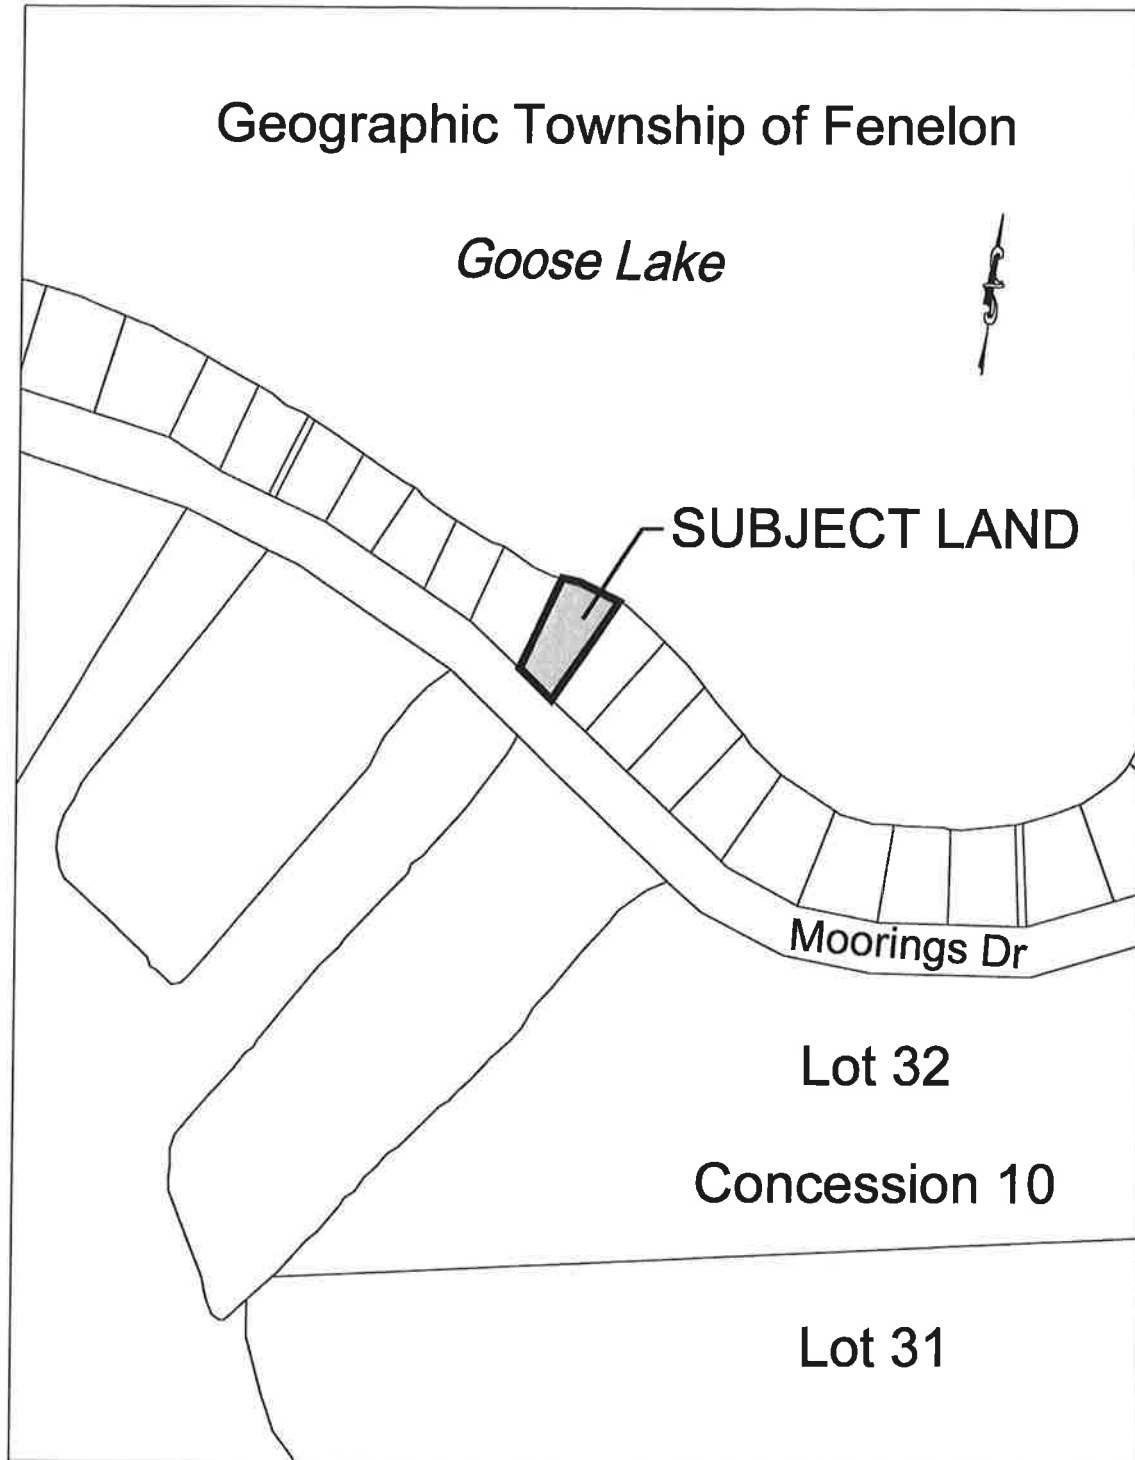 Geographic Township of Fenelon
Goose Lake
SUBJECT LAND
Moorings Dr
Lot 32
Concession 10
Lot 31